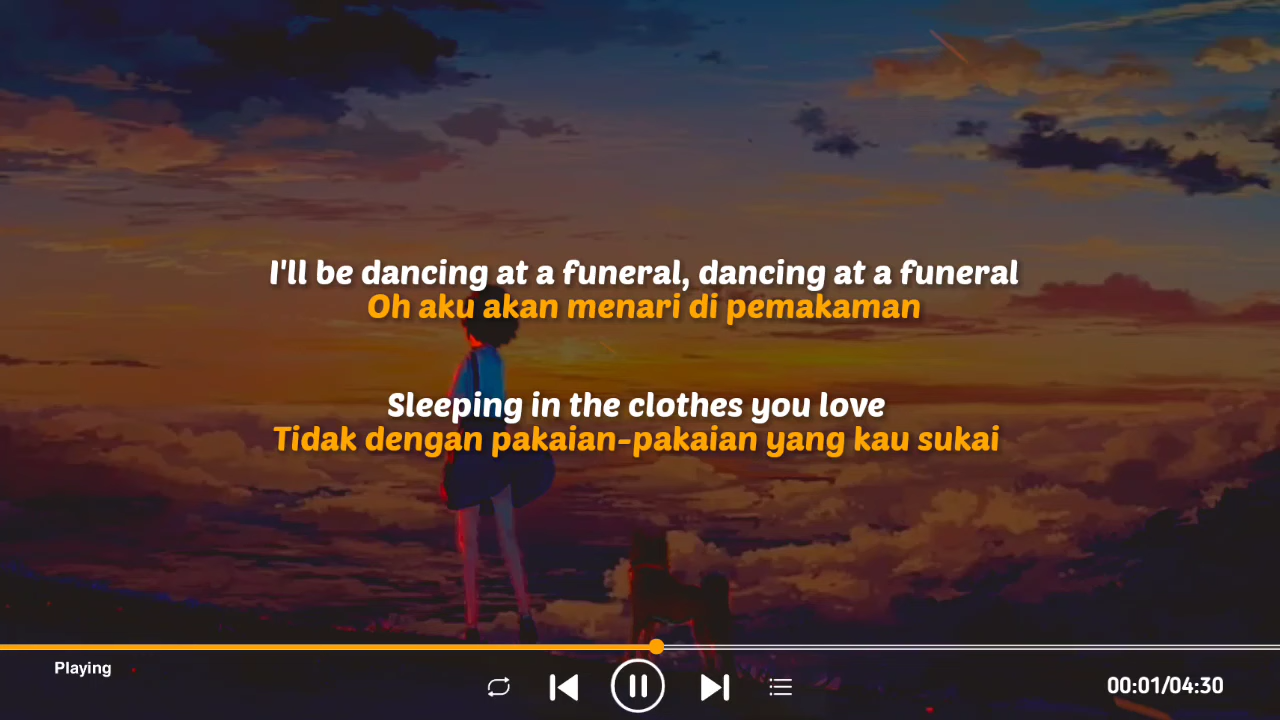 I'll be dancing at a funeral, dancing at a funeral
Oh aku akan menari di pemakaman
Sleeping in the clothes you love
Tidak dengan pakaian-pakaian yang kau sukai
Playing
00:01/04:30